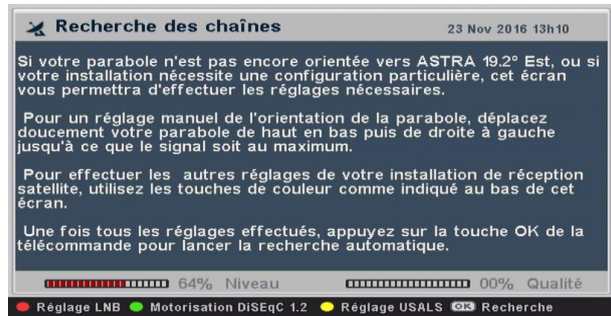 Recherche des chaînes
23 Nov 2016 13h10
Si votre parabole n'est pas encore orientée vers ASTRA 19.2° Est, ou si
votre installation nécessite une configuration particulière, cet écran
vous permettra d'effectuer les réglages nécessaires.
Pour un réglage manuel de l'orientation de la parabole, déplacez
doucement votre parabole de haut en bas puis de droite à gauche
jusqu'à ce que le signal soit au maximum.
Pour effectuer les autres réglages de votre installation de réception
satellite, utilisez les touches de couleur comme indiqué au bas de cet
écran.
Une fois tous les réglages effectués, appuyez sur la touche OK de la
télécommande pour lancer la recherche automatique.
64% Niveau 00% Qualité
Réglage LNB Motorisation DiSEqC 1.2 Réglage USALS OK Recherche